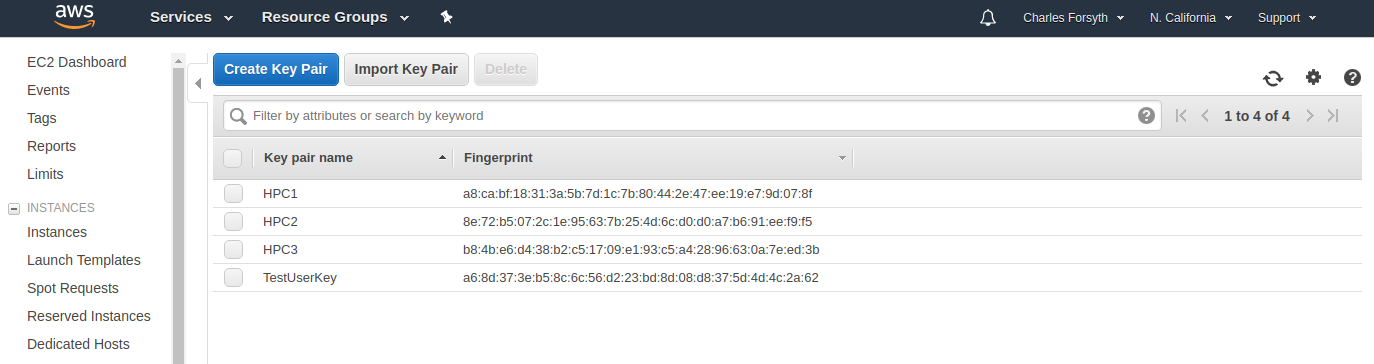 aws Services Resource Groups Charles Forsyth N. California Support
EC2 Dashboard
Events
Tags
Reports
Limits
INSTANCES
Instances
Launch Templates
Spot Requests
Reserved Instances
Dedicated Hosts
Create Key Pair Import Key Pair Delete
Filter by attributes or search by keyword 1 to 4 of 4
Key pair name Fingerprint
HPC1 a8:ca:bf:18:31:3a:5b:7d:1c:7b:80:44:2e:47:ee:19:e7:9d:07:8f
HPC2 8e:72:b5:07:2c:1e:95:63:7b:25:4d:6c:d0:d0:a7:b6:91:ee:f9:f5
HPC3 b8:4b:e6:d4:38:b2:c5:17:09:e1:93:c5:a4:28:96:63:0a:7e:ed:3b
TestUserKey a6:8d:37:3e:b5:8c:6c:56:d2:23:bd:8d:08:d8:37:5d:4d:4c:2a:62